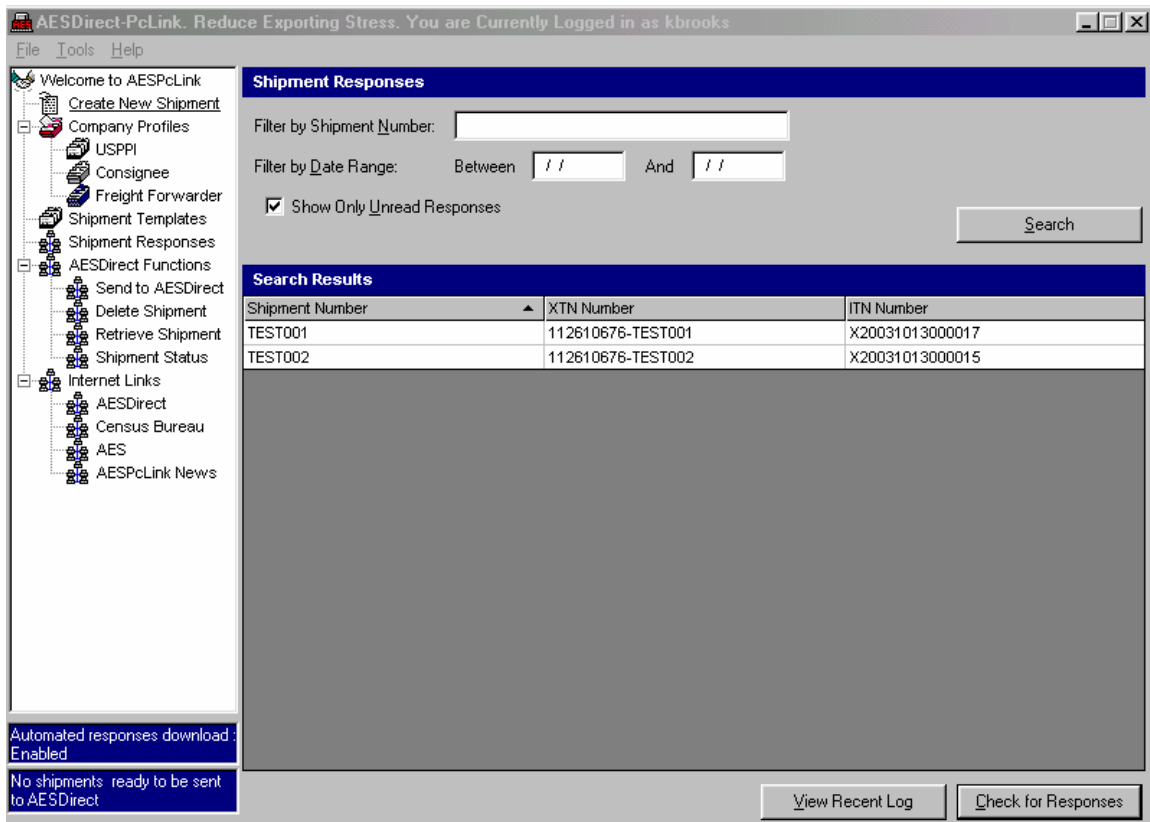 AESDirect-PcLink. Reduce Exporting Stress. You are Currently Logged in as kbrooks
File Tools Help
Welcome to AESPcLink
Create New Shipment
Company Profiles
USPPI
Consignee
Freight Forwarder
Shipment Templates
Shipment Responses
AESDirect Functions
Send to AESDirect
Delete Shipment
Retrieve Shipment
Shipment Status
Internet Links
AESDirect
Census Bureau
AES
AESPcLink News
Automated responses download :
Enabled
No shipments ready to be sent
to AESDirect
Shipment Responses
Filter by Shipment Number:
Filter by Date Range: Between / / And / /
Show Only Unread Responses
Search
Search Results
Shipment Number XTN Number ITN Number
TEST001 112610676-TEST001 X20031013000017
TEST002 112610676-TEST002 X20031013000015
View Recent Log Check for Responses